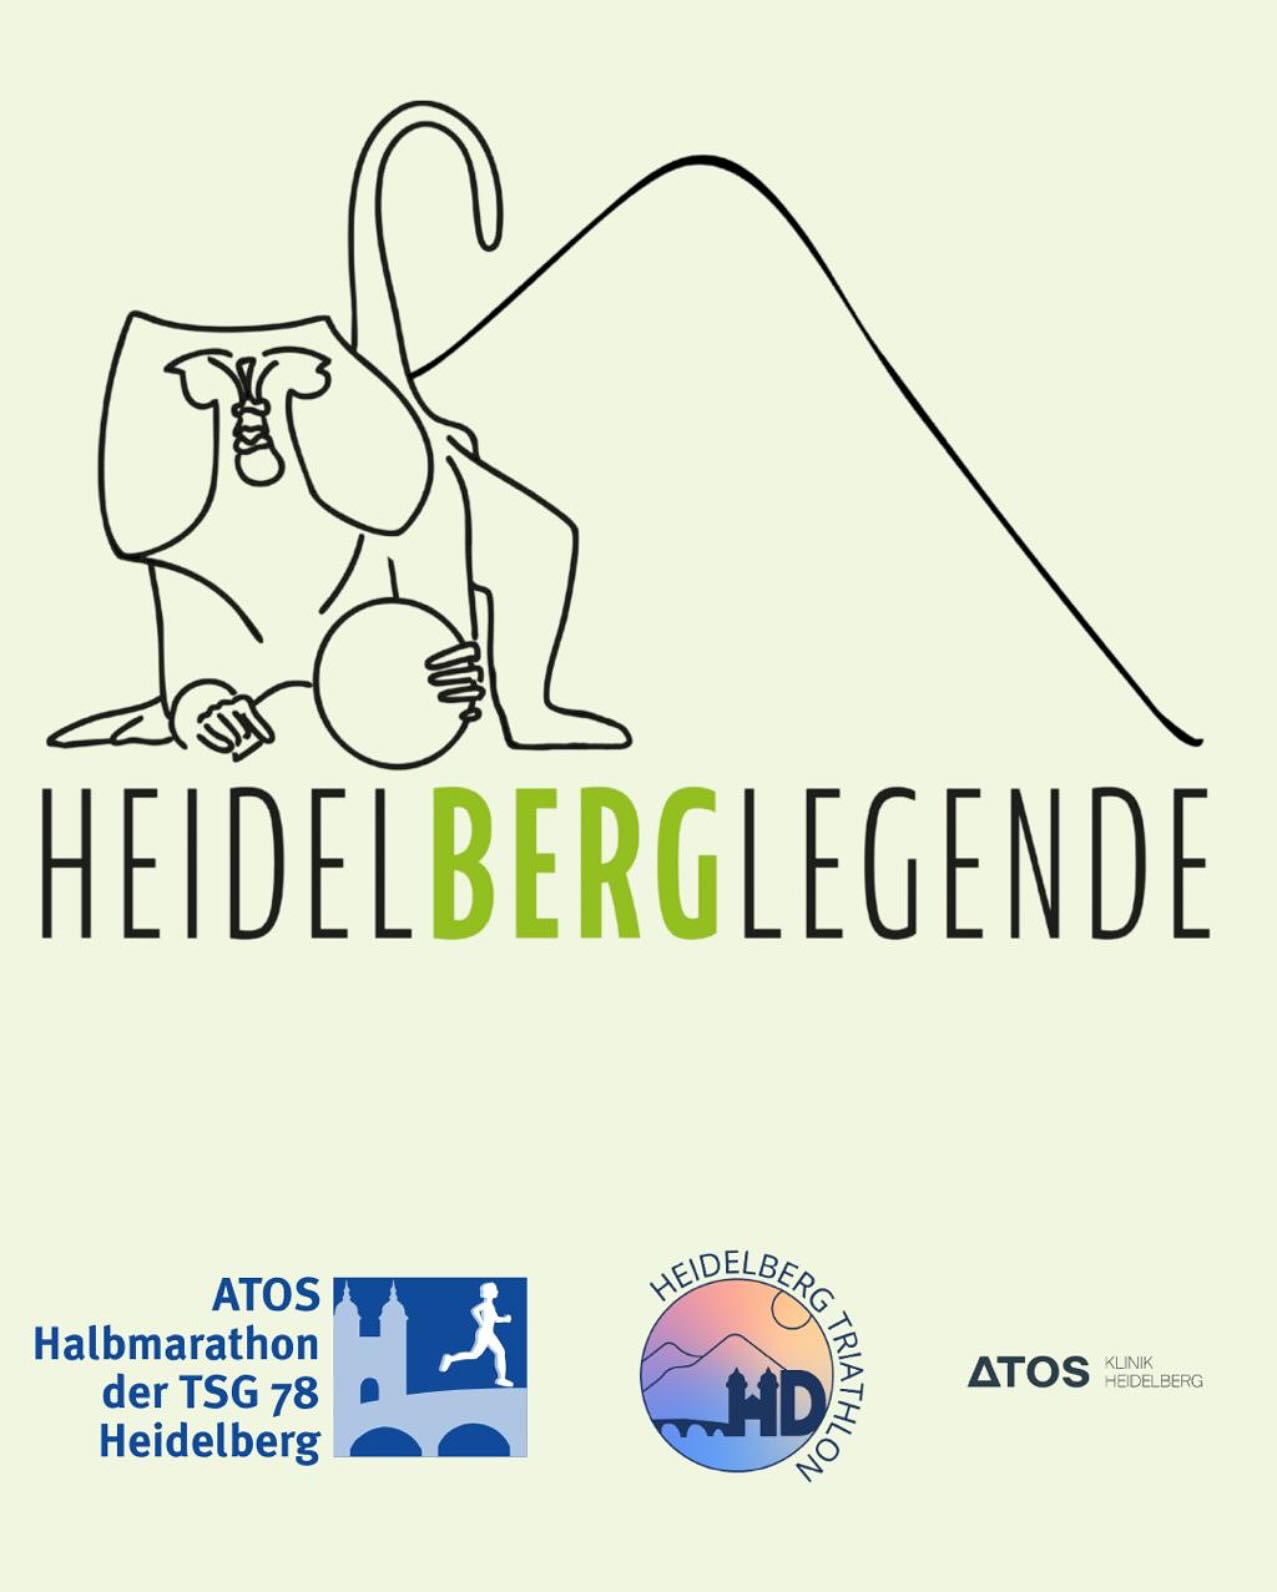 HEIDELBERGLEGENDE
ATOS
Halbmarathon
der TSG 78
Heidelberg
HEIDELBERG TRIATHLON
HD
ATOS KLINIK
HEIDELBERG